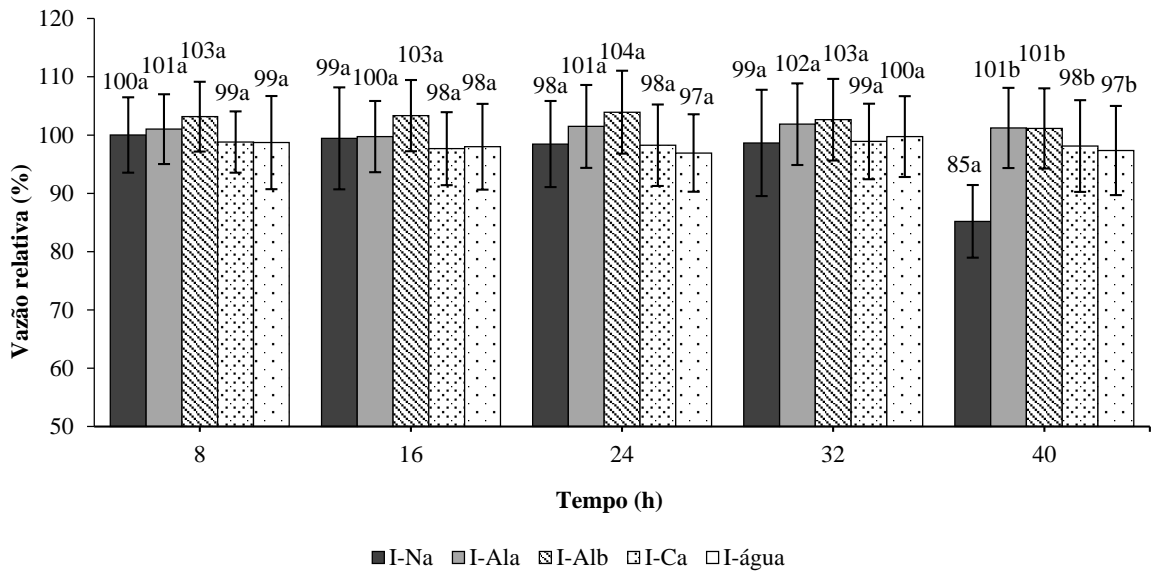 120
110
100
90
80
70
60
50
Vazão relativa (%)
100a 101a 103a 99a 99a
99a 100a 103a 98a 98a
98a 101a 104a 98a 97a
99a 102a 103a 99a 100a
85a 101b 101b 98b 97b
8 16 24 32 40
Tempo (h)
I-Na I-Ala I-Alb I-Ca I-água